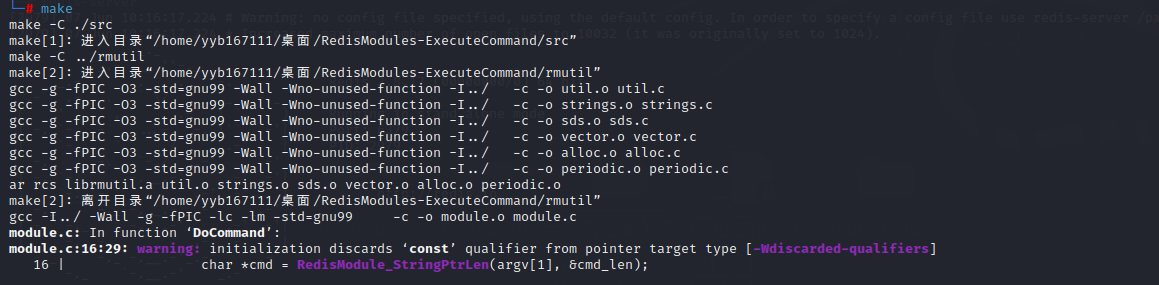 └─# make
make -C ./src
make[1]: 进入目录“/home/yyb167111/桌面/RedisModules-ExecuteCommand/src”
make -C ../rmutil
make[2]: 进入目录“/home/yyb167111/桌面/RedisModules-ExecuteCommand/rmutil”
gcc -g -fPIC -O3 -std=gnu99 -Wall -Wno-unused-function -I../   -c -o util.o util.c
gcc -g -fPIC -O3 -std=gnu99 -Wall -Wno-unused-function -I../   -c -o strings.o strings.c
gcc -g -fPIC -O3 -std=gnu99 -Wall -Wno-unused-function -I../   -c -o sds.o sds.c
gcc -g -fPIC -O3 -std=gnu99 -Wall -Wno-unused-function -I../   -c -o vector.o vector.c
gcc -g -fPIC -O3 -std=gnu99 -Wall -Wno-unused-function -I../   -c -o alloc.o alloc.c
gcc -g -fPIC -O3 -std=gnu99 -Wall -Wno-unused-function -I../   -c -o periodic.o periodic.c
ar rcs librmutil.a util.o strings.o sds.o vector.o alloc.o periodic.o
make[2]: 离开目录“/home/yyb167111/桌面/RedisModules-ExecuteCommand/rmutil”
gcc -I../ -Wall -g -fPIC -lc -lm -std=gnu99     -c -o module.o module.c
module.c: In function ‘DoCommand’:
module.c:16:29: warning: initialization discards ‘const’ qualifier from pointer target type [-Wdiscarded-qualifiers]
   16 |                 char *cmd = RedisModule_StringPtrLen(argv[1], &cmd_len);